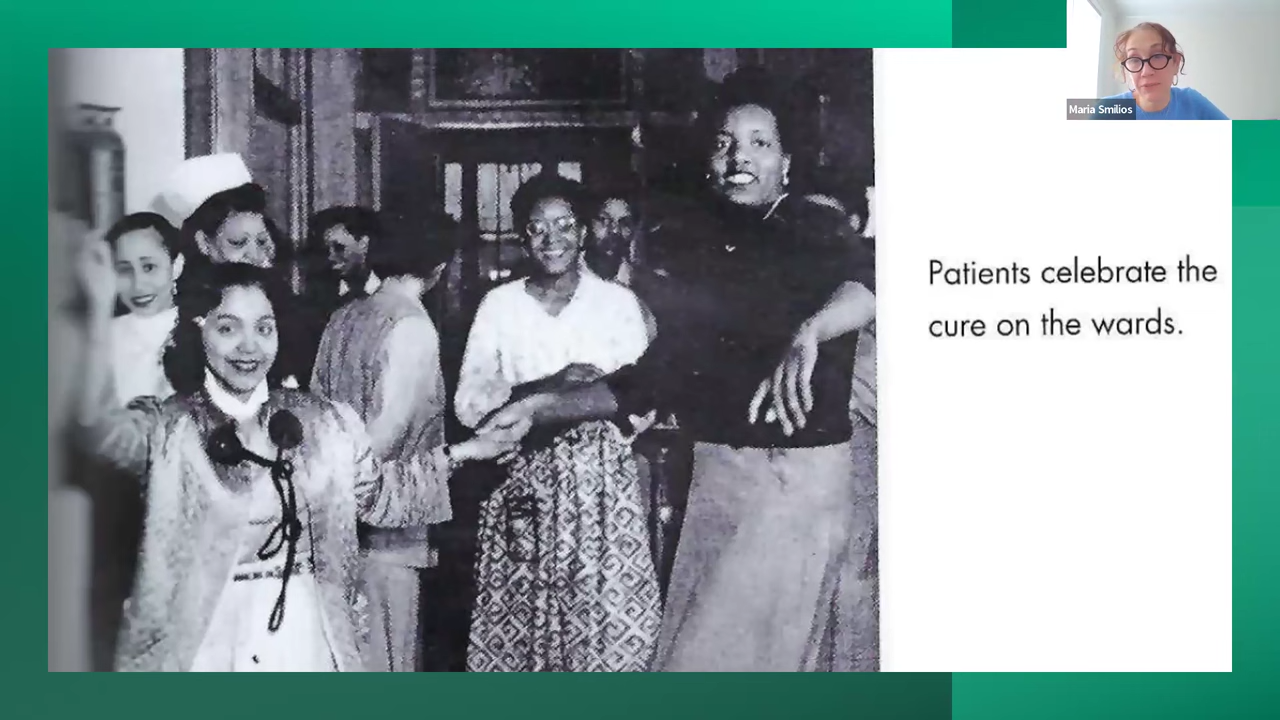 Maria Smilios
Patients celebrate the
cure on the wards.